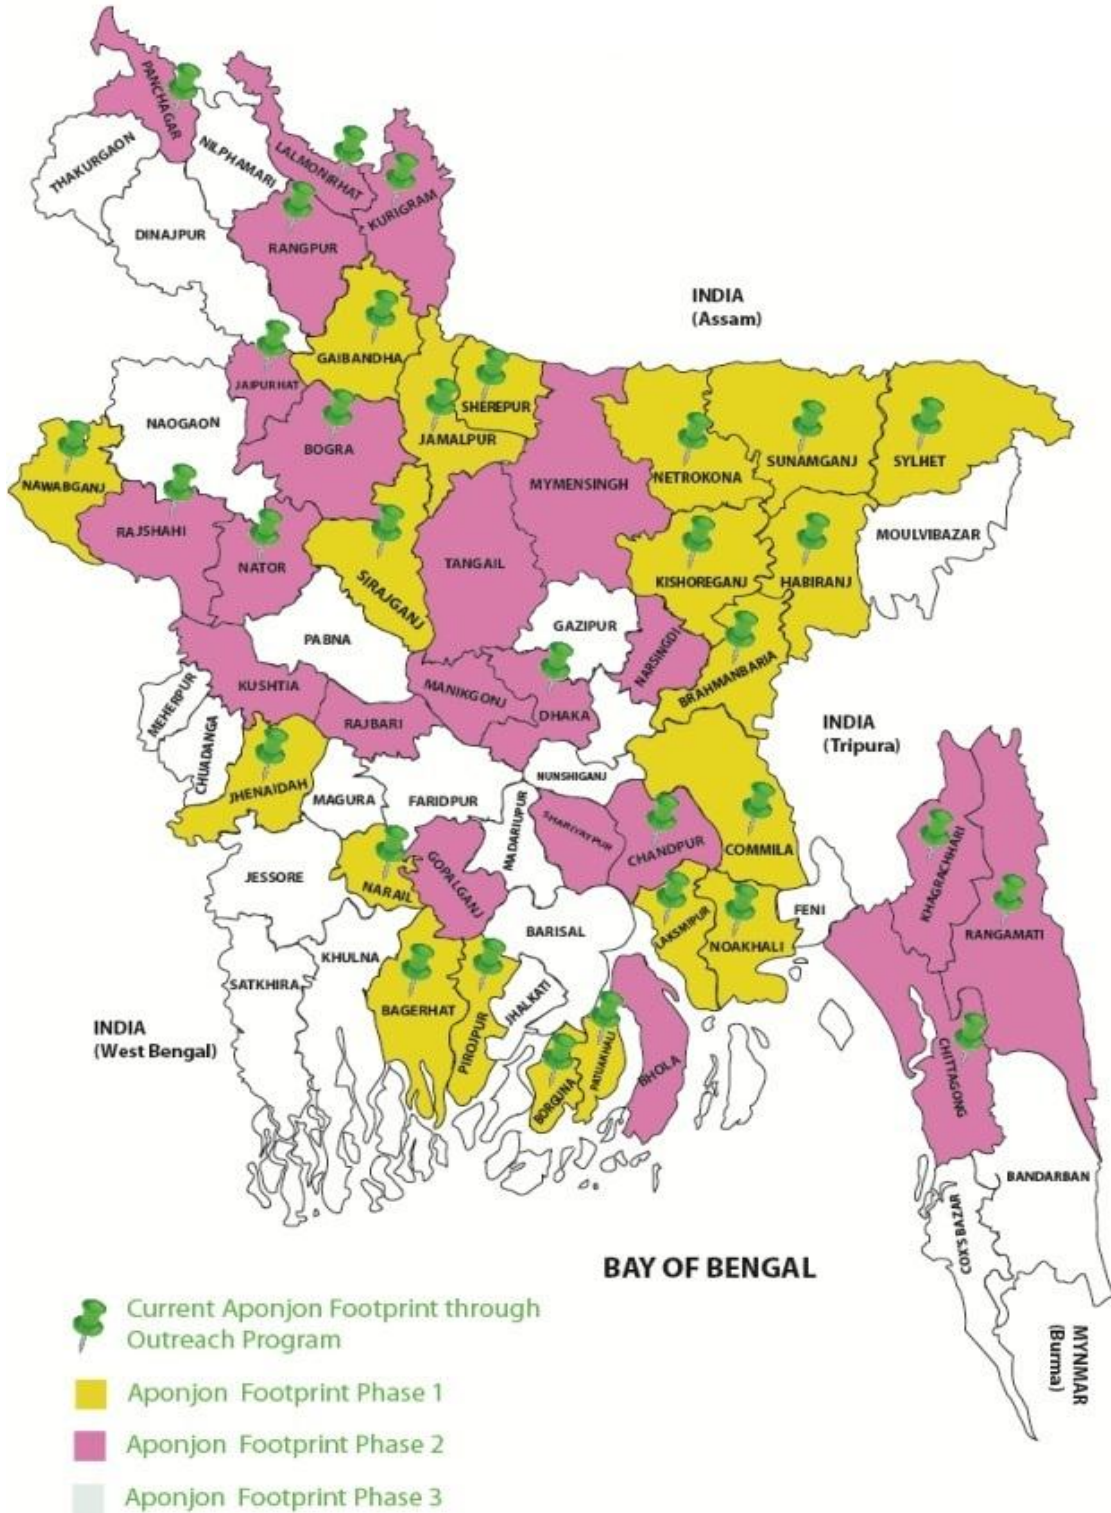 PANCHAGAR
THAKURGAON
NILPHAMARI
LALMONIRHAT
KURIGRAM
DINAJPUR
RANGPUR
INDIA
(Assam)
GAIBANDHA
JAIPURHAT
SHEREPUR
NAOGAON
JAMALPUR
BOGRA
NETROKONA
SUNAMGANJ
SYLHET
NAWABGANJ
MYMENSINGH
RAJSHAHI
MOULVIBAZAR
NATOR
TANGAIL
SIRAJGANJ
KISHOREGANJ
HABIRANJ
PABNA
GAZIPUR
NARSINGDI
BRAHMANBARIA
KUSHTIA
MANIKGONJ
DHAKA
MEHERPUR
RAJBARI
INDIA
(Tripura)
CHUADANGA
JHENAIDAH
MAGURA
FARIDPUR
NUNSHIGANJ
MADARIUPUR
SHARIYATPUR
CHANDPUR
COMMILA
KHAGRACHHARI
JESSORE
NARAIL
GOPALGANJ
LAKSMIPUR
NOAKHALI
FENI
RANGAMATI
BARISAL
KHULNA
SATKHIRA
BAGERHAT
PIROJPUR
JHALKATI
INDIA
(West Bengal)
BORGUNA
PATUAKHALI
BHOLA
CHITTAGONG
BANDARBAN
COX'S BAZAR
BAY OF BENGAL
MYNMAR
(Burma)
Current Aponjon Footprint through
Outreach Program
Aponjon Footprint Phase 1
Aponjon Footprint Phase 2
Aponjon Footprint Phase 3